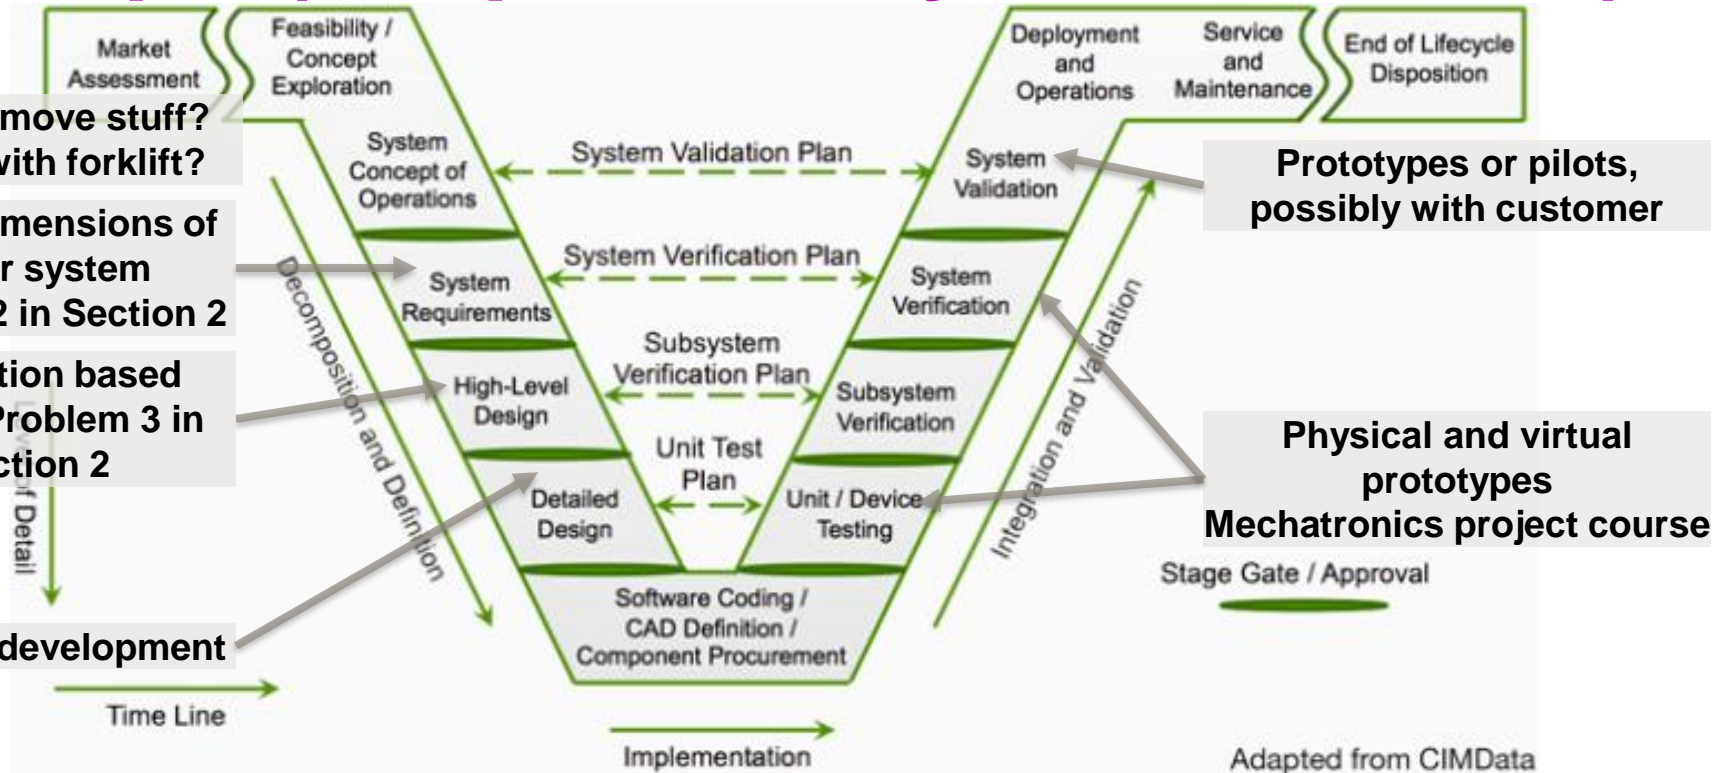 Market
Assessment
Feasibility /
Concept
Exploration
Deployment
and
Operations
Service
and
Maintenance
End of Lifecycle
Disposition
move stuff?
with forklift?
System
Concept of
Operations
System Validation Plan
System
Validation
Prototypes or pilots,
possibly with customer
of
system
2 in Section 2
System
Requirements
System Verification Plan
System
Verification
based
Problem 3 in
2
High-Level
Design
Subsystem
Verification Plan
Subsystem
Verification
Physical and virtual
prototypes
Mechatronics project course
Decomposition and Definition
Integration and Validation
of Detail
Detailed
Design
Unit Test
Plan
Unit / Device
Testing
Stage Gate / Approval
development
Software Coding /
CAD Definition /
Component Procurement
Time Line
Implementation
Adapted from CIMData